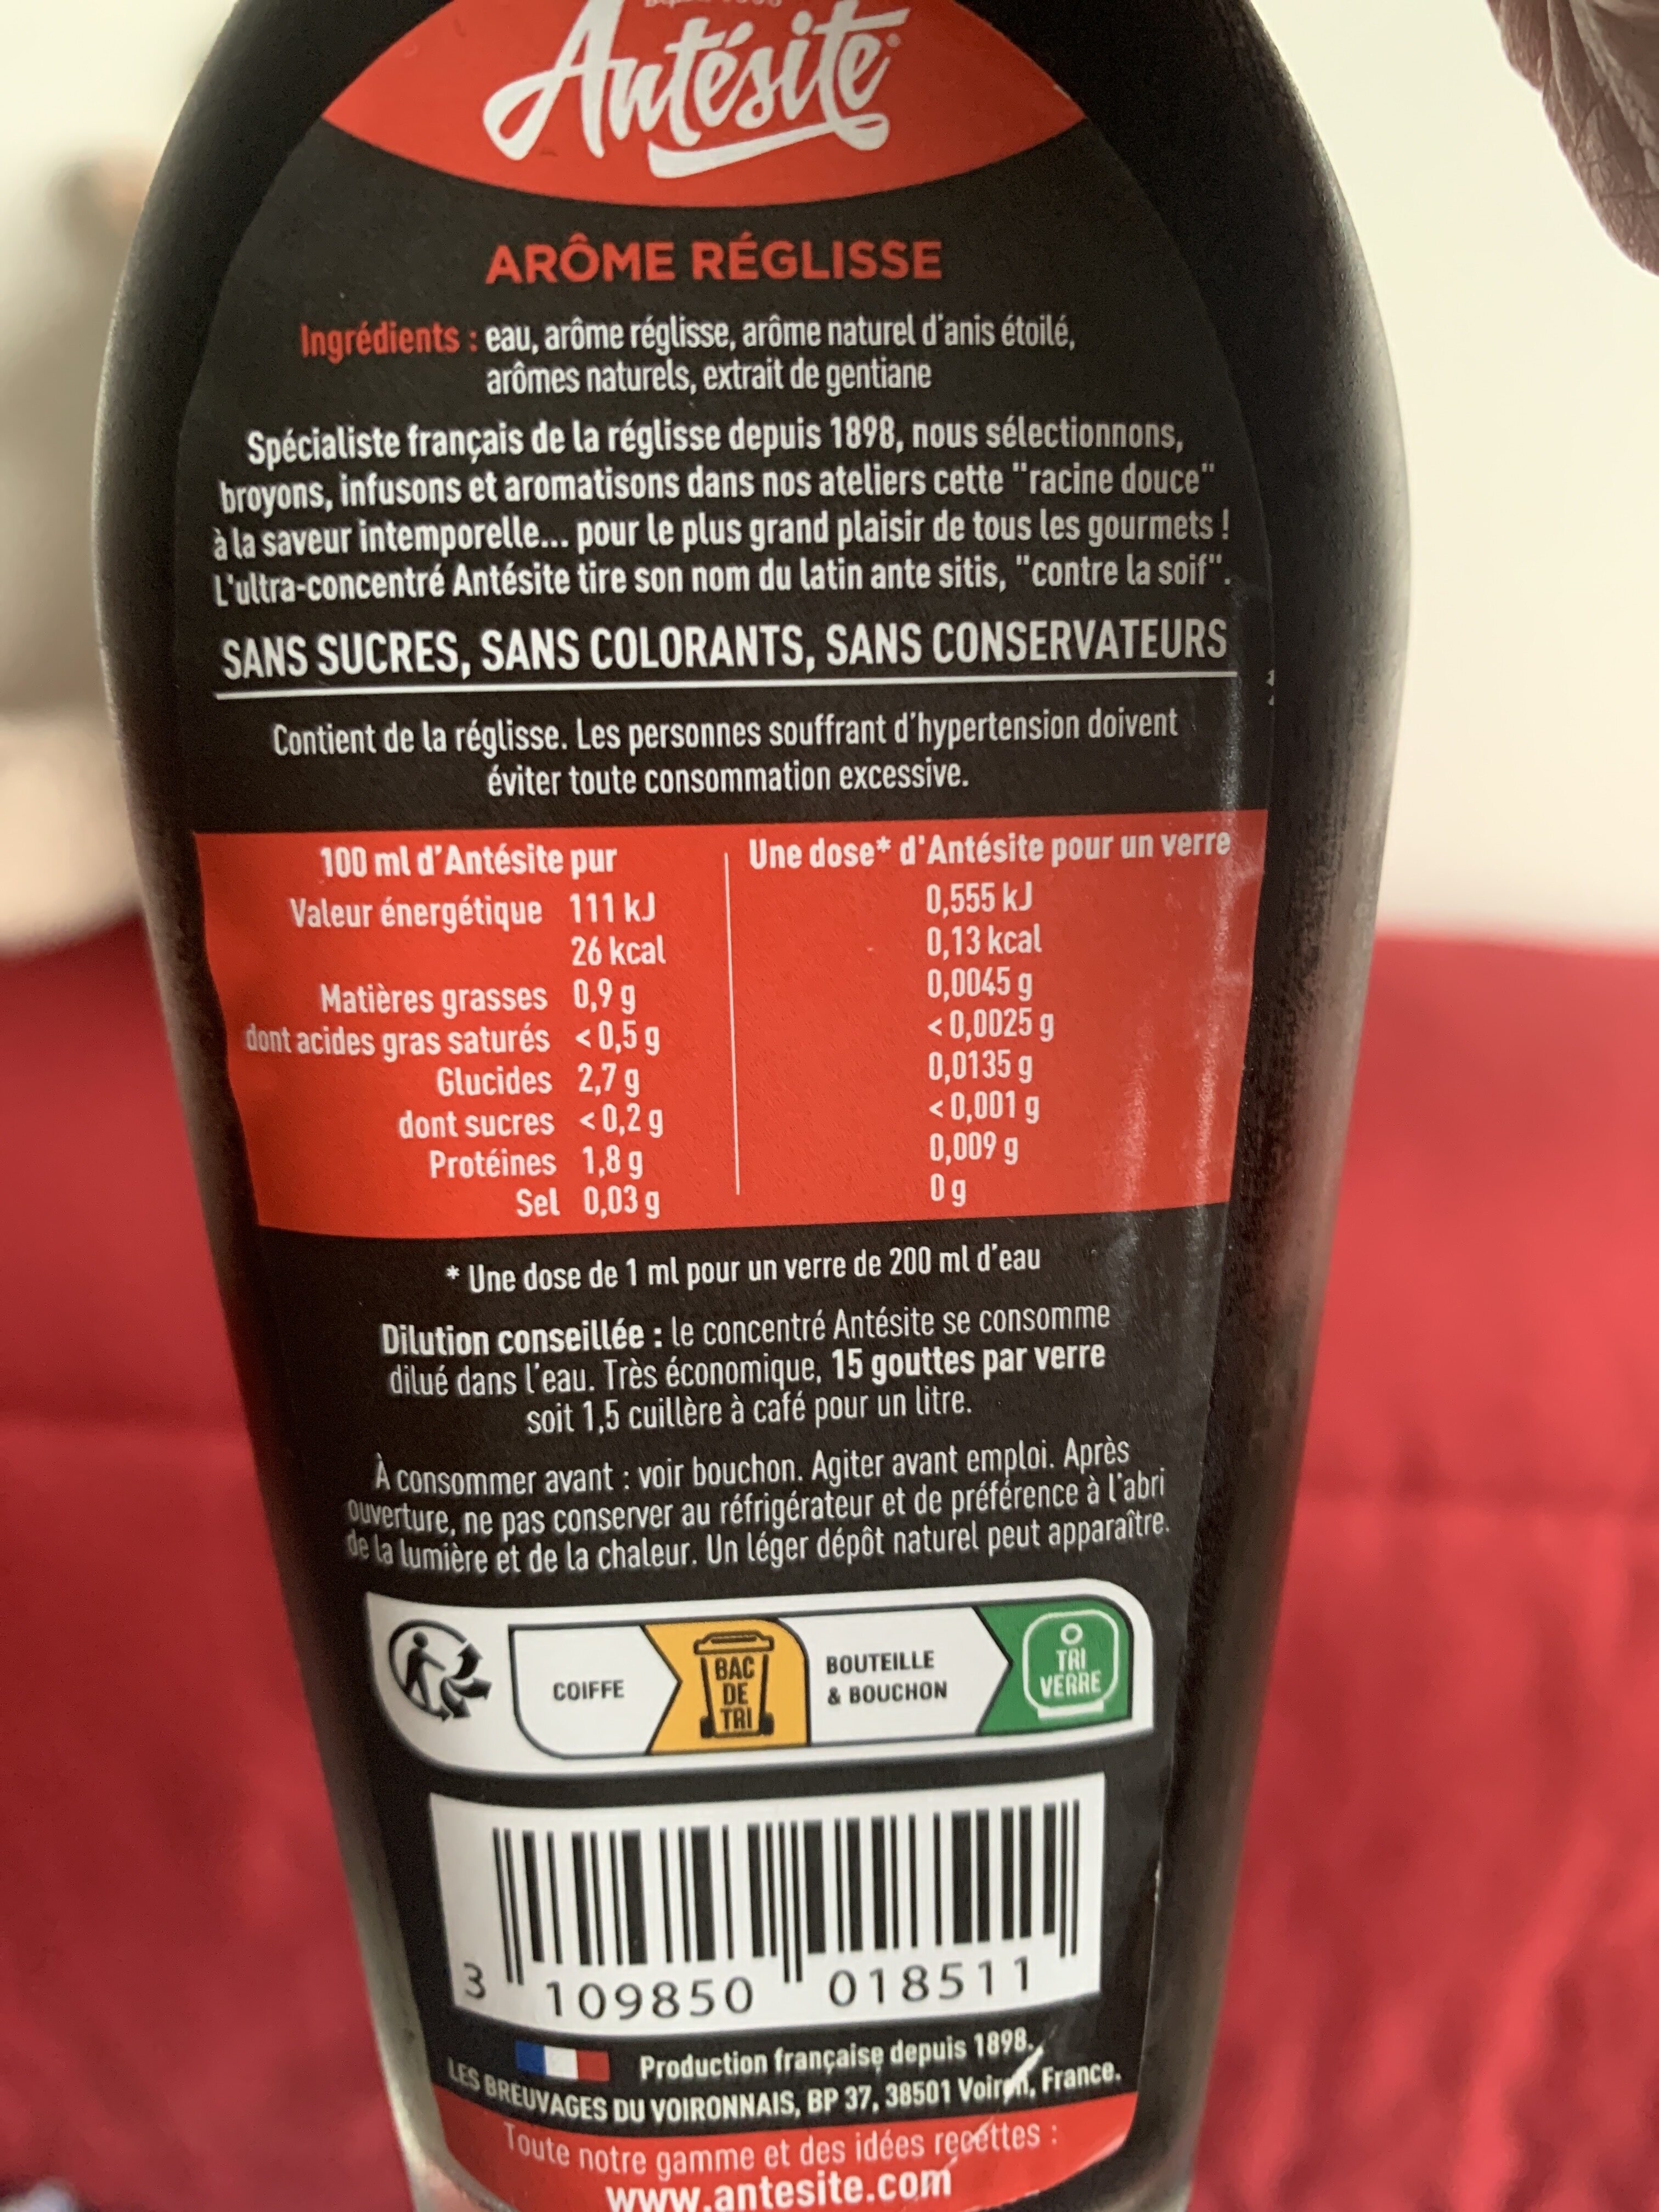 Antésite
ARÔME RÉGLISSE
Ingrédients : eau, arôme réglisse, arôme naturel d'anis étoilé,
arômes naturels, extrait de gentiane
Spécialiste français de la réglisse depuis 1898, nous sélectionnons,
broyons, infusons et aromatisons dans nos ateliers cette "racine douce"
à la saveur intemporelle... pour le plus grand plaisir de tous les gourmets !
L'ultra-concentré Antésite tire son nom du latin ante sitis, "contre la soif".
SANS SUCRES, SANS COLORANTS, SANS CONSERVATEURS
Contient de la réglisse. Les personnes souffrant d'hypertension doivent
éviter toute consommation excessive.
100 ml d'Antésite pur Une dose* d'Antésite pour un verre
Valeur énergétique 111 kJ 0,555 kJ
26 kcal 0,13 kcal
Matières grasses 0,9 g 0,0045 g
dont acides gras saturés < 0,5 g < 0,0025 g
Glucides 2,7 g 0,0135 g
dont sucres < 0,2 g < 0,001 g
Protéines 1,8 g 0,009 g
Sel 0,03 g 0 g
* Une dose de 1 ml pour un verre de 200 ml d'eau
Dilution conseillée : le concentré Antésite se consomme
dilué dans l'eau. Très économique, 15 gouttes par verre
soit 1,5 cuillère à café pour un litre.
À consommer avant : voir bouchon. Agiter avant emploi. Après
ouverture, ne pas conserver au réfrigérateur et de préférence à l'abri
de la lumière et de la chaleur. Un léger dépôt naturel peut apparaître.
COIFFE
BAC
DE
TRI
BOUTEILLE
& BOUCHON
TRI
VERRE
3 109850 018511
Production française depuis 1898.
LES BREUVAGES DU VOIRONNAIS, BP 37, 38501 Voiron, France.
Toute notre gamme et des idées recettes :
www.antesite.com